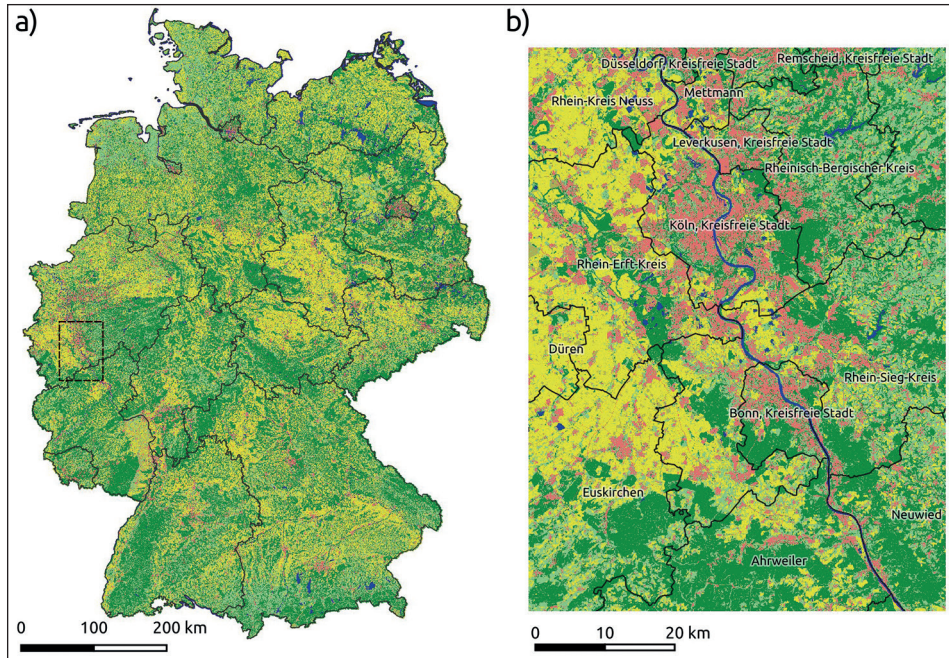 a)
0 100 200 km
b)
Düsseldorf, Kreisfreie Stadt
Remscheid, Kreisfreie Stadt
Mettmann
Rhein-Kreis Neuss
Leverkusen, Kreisfreie Stadt
Rheinisch-Bergischer Kreis
Köln, Kreisfreie Stadt
Rhein-Erft-Kreis
Düren
Rhein-Sieg-Kreis
Bonn, Kreisfreie Stadt
Euskirchen
Neuwied
Ahrweiler
0 10 20 km